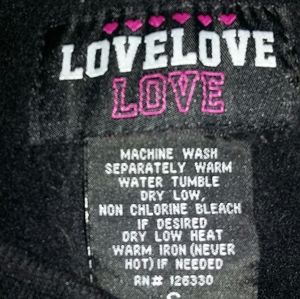 LOVELOVE
LOVE
MACHINE WASH
SEPARATELY WARM
WATER TUMBLE
DRY LOW,
NON CHLORINE BLEACH
IF DESIRED
DRY LOW HEAT
WARM IRON(NEVER
HOT) IF NEEDED
RN# 126330